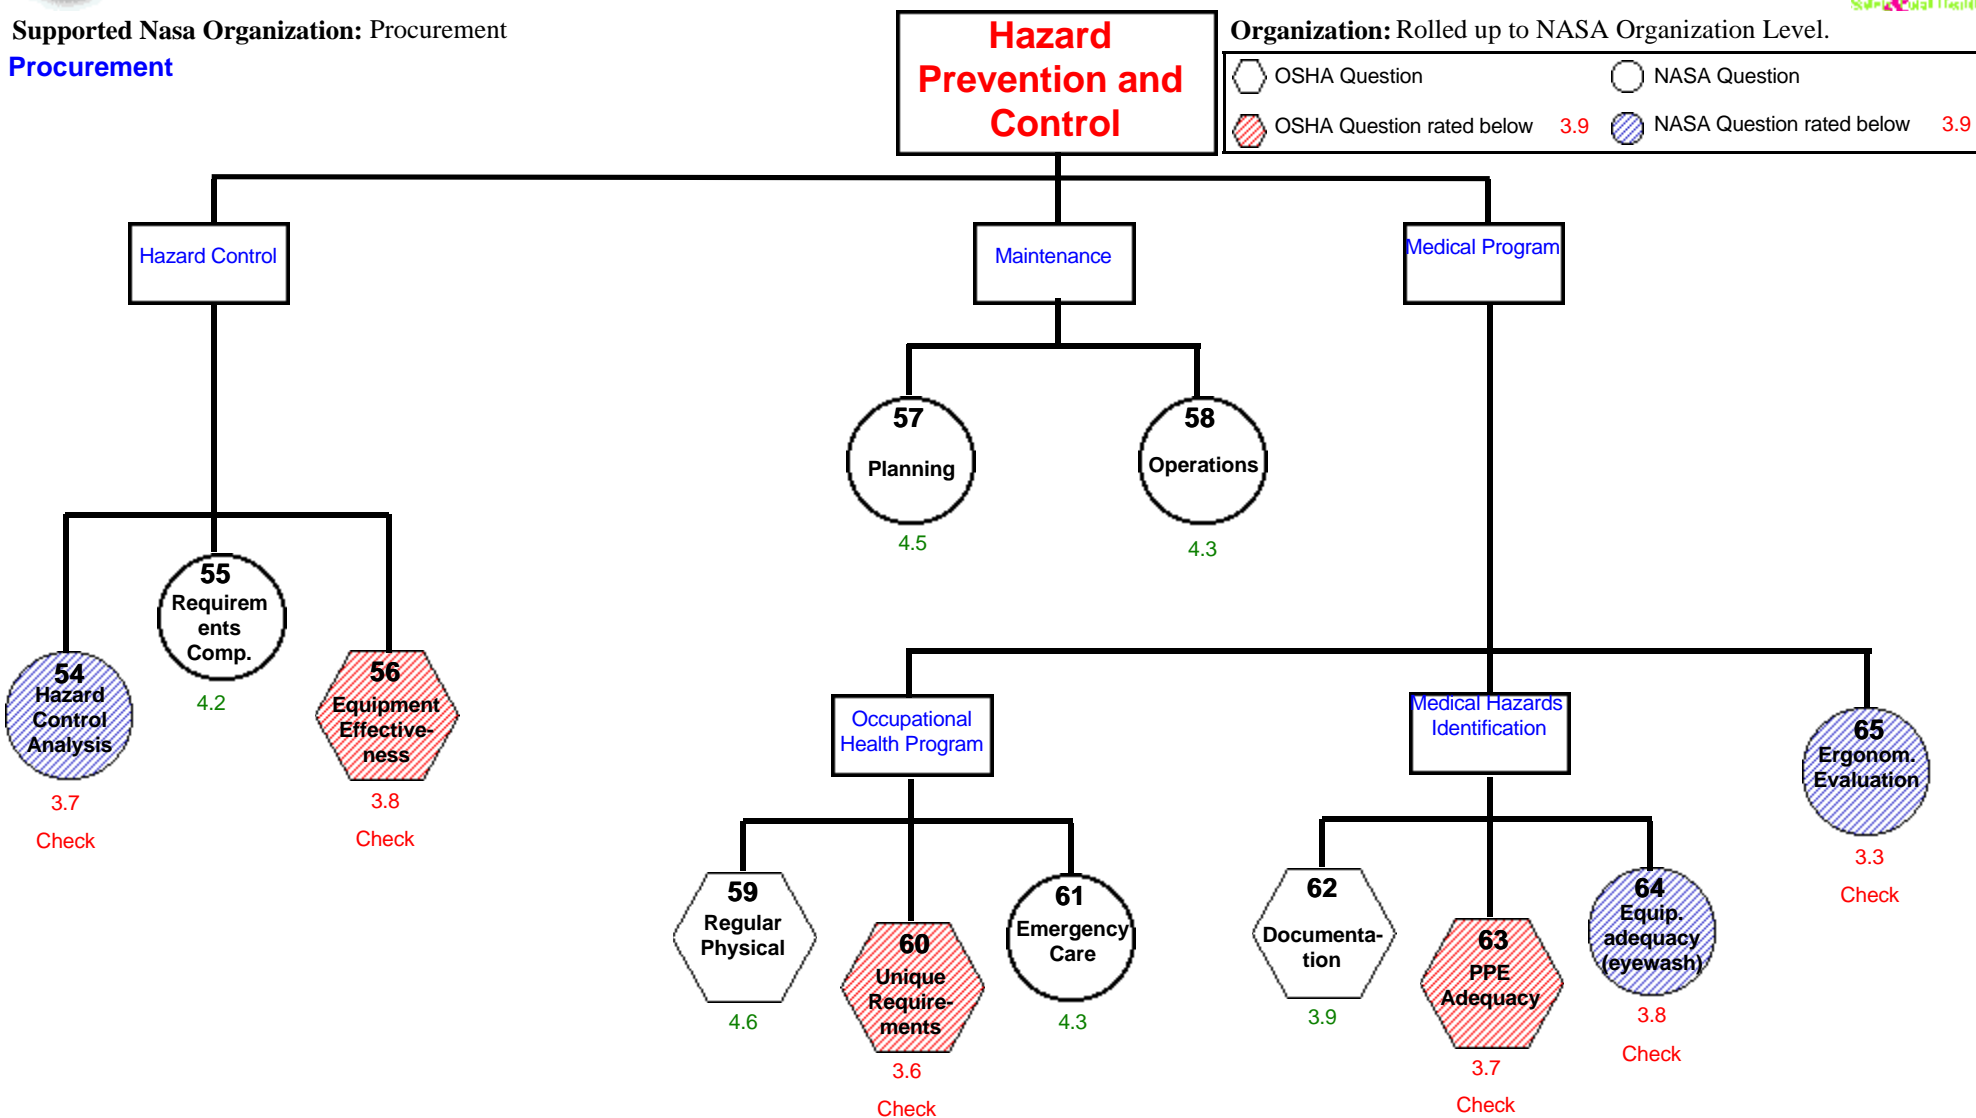 Supported Nasa Organization: Procurement
Procurement
Hazard
Prevention and
Control
Organization: Rolled up to NASA Organization Level.
OSHA Question
NASA Question
OSHA Question rated below 3.9
NASA Question rated below 3.9
Hazard Control
Maintenance
Medical Program
57
Planning
4.5
58
Operations
4.3
54
Hazard
Control
Analysis
3.7
Check
55
Requirem
ents
Comp.
4.2
56
Equipment
Effective-
ness
3.8
Check
Occupational
Health Program
Medical Hazards
Identification
65
Ergonom.
Evaluation
3.3
Check
59
Regular
Physical
4.6
60
Unique
Require-
ments
3.6
Check
61
Emergency
Care
4.3
62
Documenta-
tion
3.9
63
PPE
Adequacy
3.7
Check
64
Equip.
adequacy
(eyewash)
3.8
Check